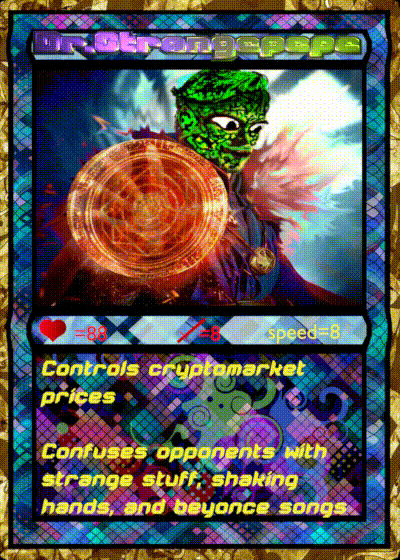 Dr.Strangepepe
=88
=8
speed=8
Controls cryptomarket
prices
Confuses opponents with
strange stuff, shaking
hands, and beyonce songs